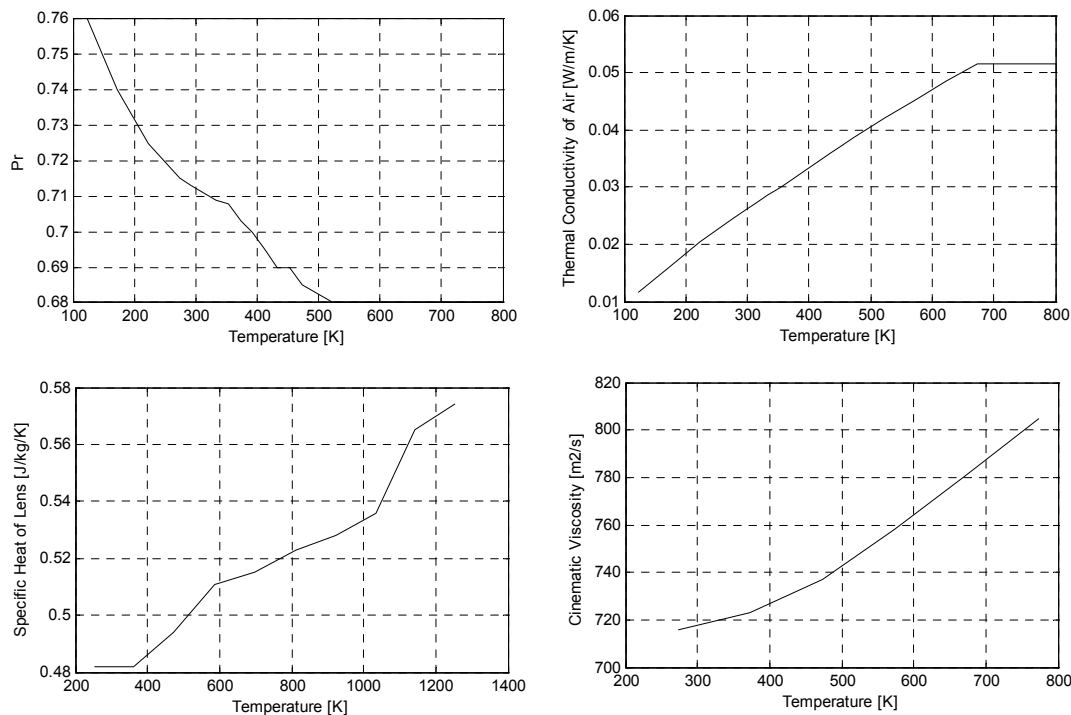 0.76
0.75
0.74
0.73
0.72
0.71
0.7
0.69
0.68
Pr
100 200 300 400 500 600 700 800
Temperature [K]
0.06
0.05
0.04
0.03
0.02
0.01
Thermal Conductivity of Air [W/m/K]
100 200 300 400 500 600 700 800
Temperature [K]
0.58
0.56
0.54
0.52
0.5
0.48
Specific Heat of Lens [J/kg/K]
200 400 600 800 1000 1200 1400
Temperature [K]
820
800
780
760
740
720
700
Cinematic Viscosity [m2/s]
200 300 400 500 600 700 800
Temperature [K]